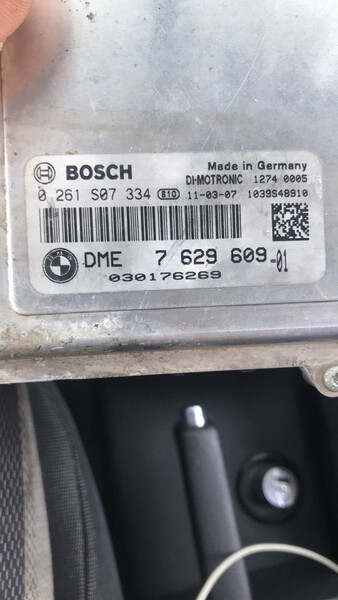 BOSCH
Made in Germany
DI-MOTRONIC 1274 0005
0 261 S07 334 B10 11-03-07 1039S48910
DME 7 629 609-01
030176269